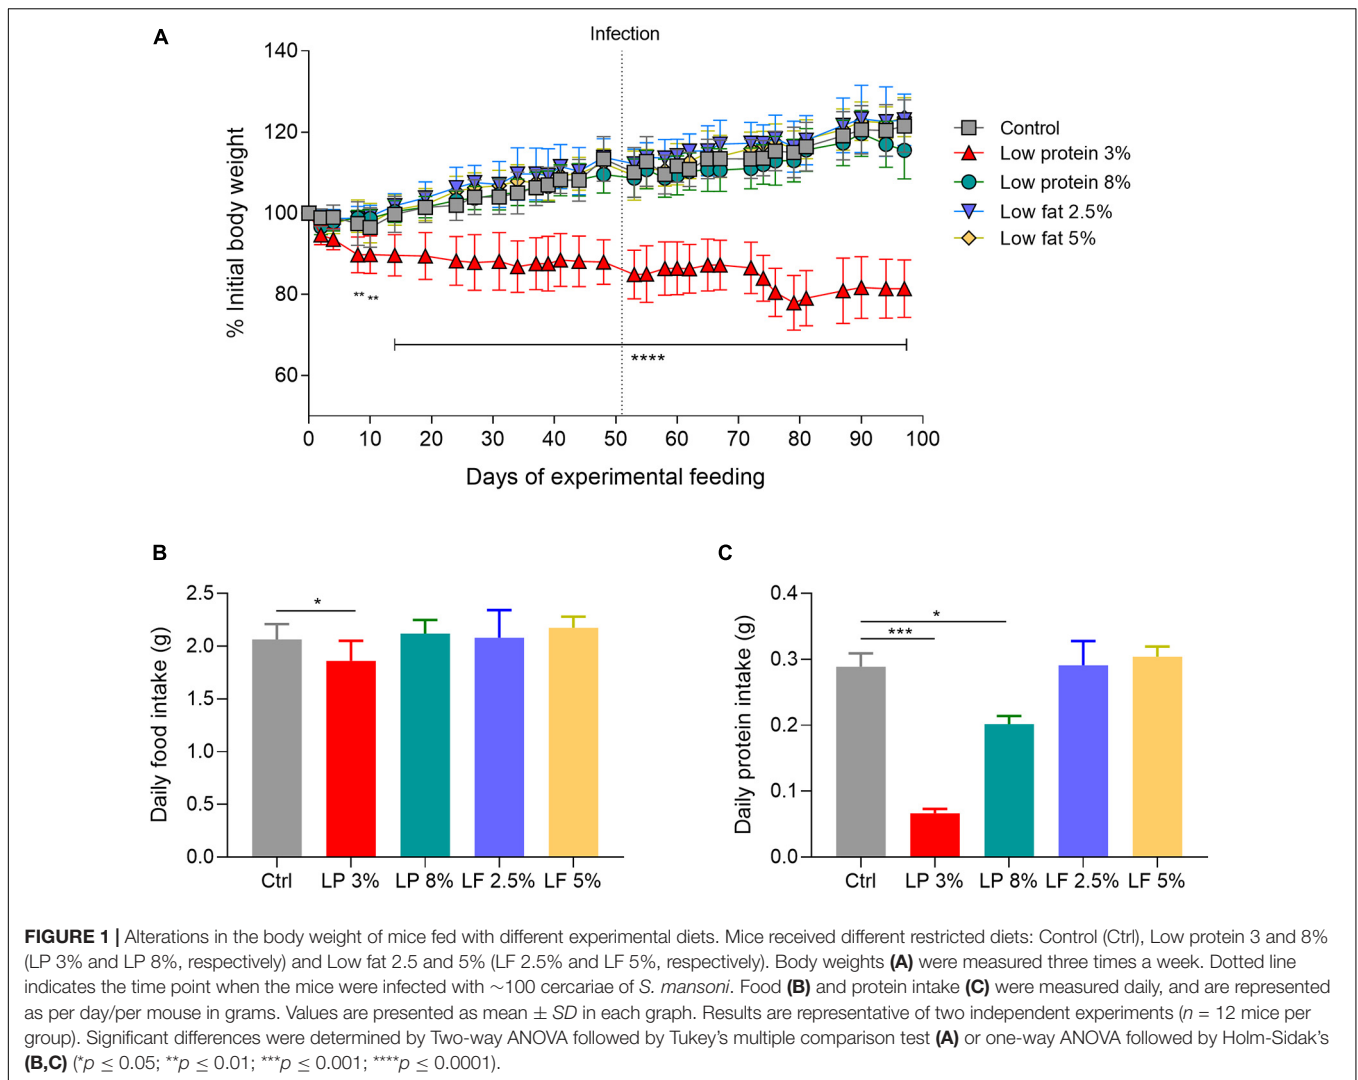 A
Infection
140
120
100
80
60
% Initial body weight
** **
****
0 10 20 30 40 50 60 70 80 90 100
Days of experimental feeding
Control
Low protein 3%
Low protein 8%
Low fat 2.5%
Low fat 5%
B
2.5
2.0
1.5
1.0
0.5
0.0
Daily food intake (g)
*
Ctrl LP 3% LP 8% LF 2.5% LF 5%
C
0.4
0.3
0.2
0.1
0.0
Daily protein intake (g)
*
***
Ctrl LP 3% LP 8% LF 2.5% LF 5%
FIGURE 1 | Alterations in the body weight of mice fed with different experimental diets. Mice received different restricted diets: Control (Ctrl), Low protein 3 and 8%
(LP 3% and LP 8%, respectively) and Low fat 2.5 and 5% (LF 2.5% and LF 5%, respectively). Body weights (A) were measured three times a week. Dotted line
indicates the time point when the mice were infected with ∼100 cercariae of S. mansoni. Food (B) and protein intake (C) were measured daily, and are represented
as per day/per mouse in grams. Values are presented as mean ± SD in each graph. Results are representative of two independent experiments (n = 12 mice per
group). Significant differences were determined by Two-way ANOVA followed by Tukey's multiple comparison test (A) or one-way ANOVA followed by Holm-Sidak's
(B,C) (*p ≤ 0.05; **p ≤ 0.01; ***p ≤ 0.001; ****p ≤ 0.0001).